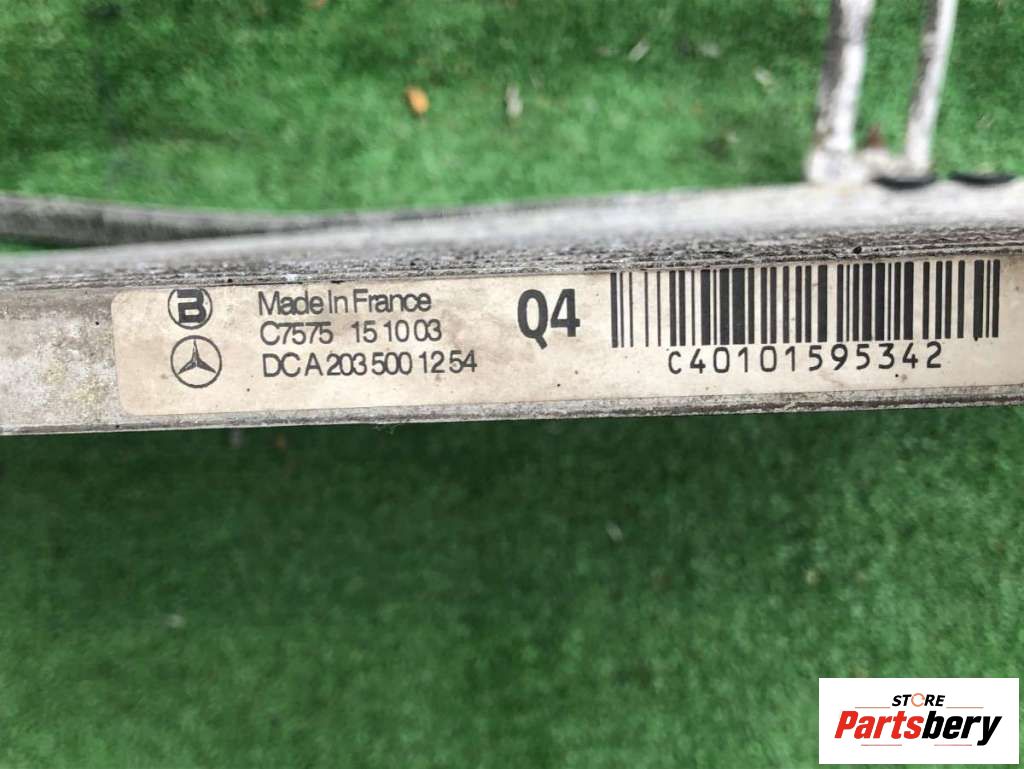 B
Made In France
C7575 15 10 03
DC A 203 500 12 54
Q4
C40101595342
STORE
Partsbery